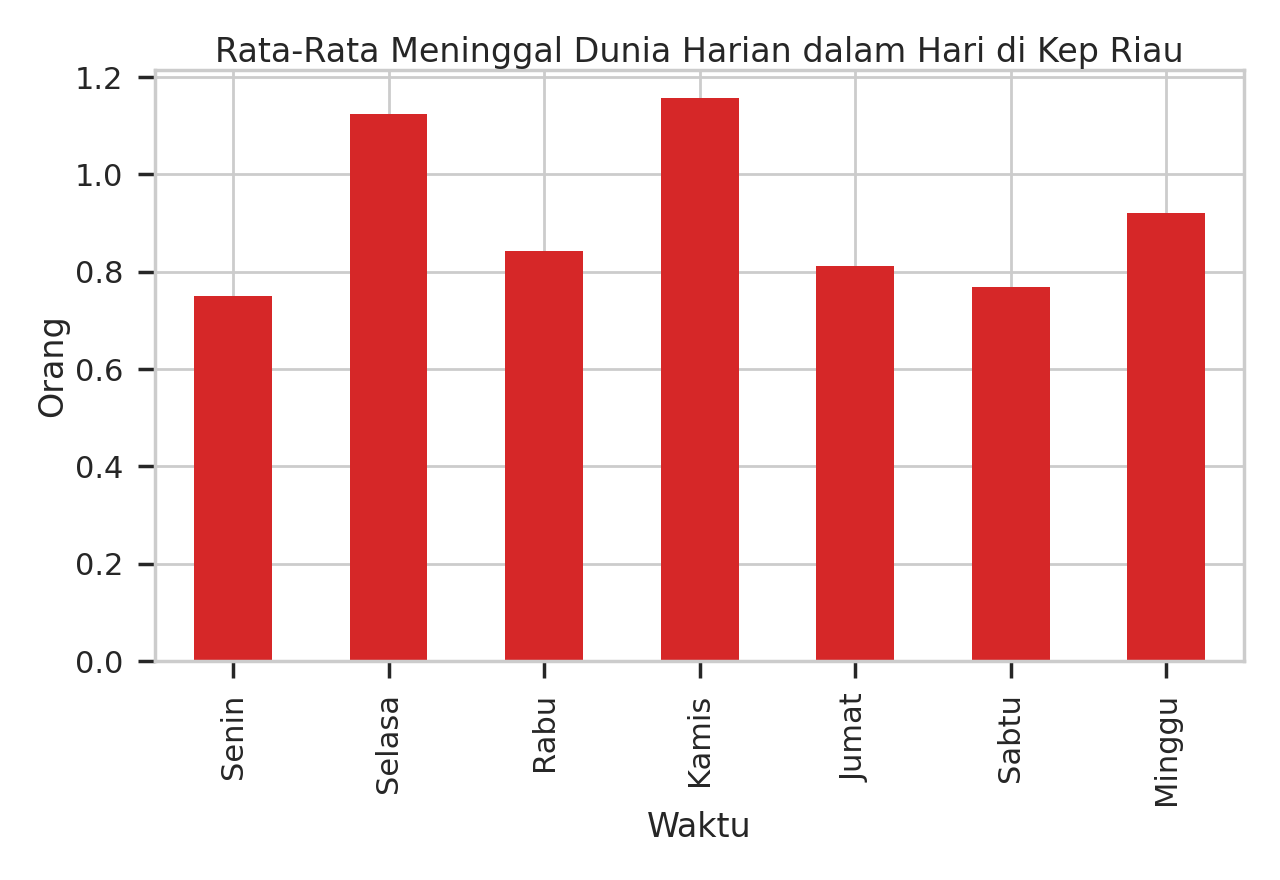 Rata-Rata Meninggal Dunia Harian dalam Hari di Kep Riau
1.2
1.0
0.8
0.6
0.4
0.2
0.0
Orang
Senin
Selasa
Rabu
Kamis
Jumat
Sabtu
Minggu
Waktu